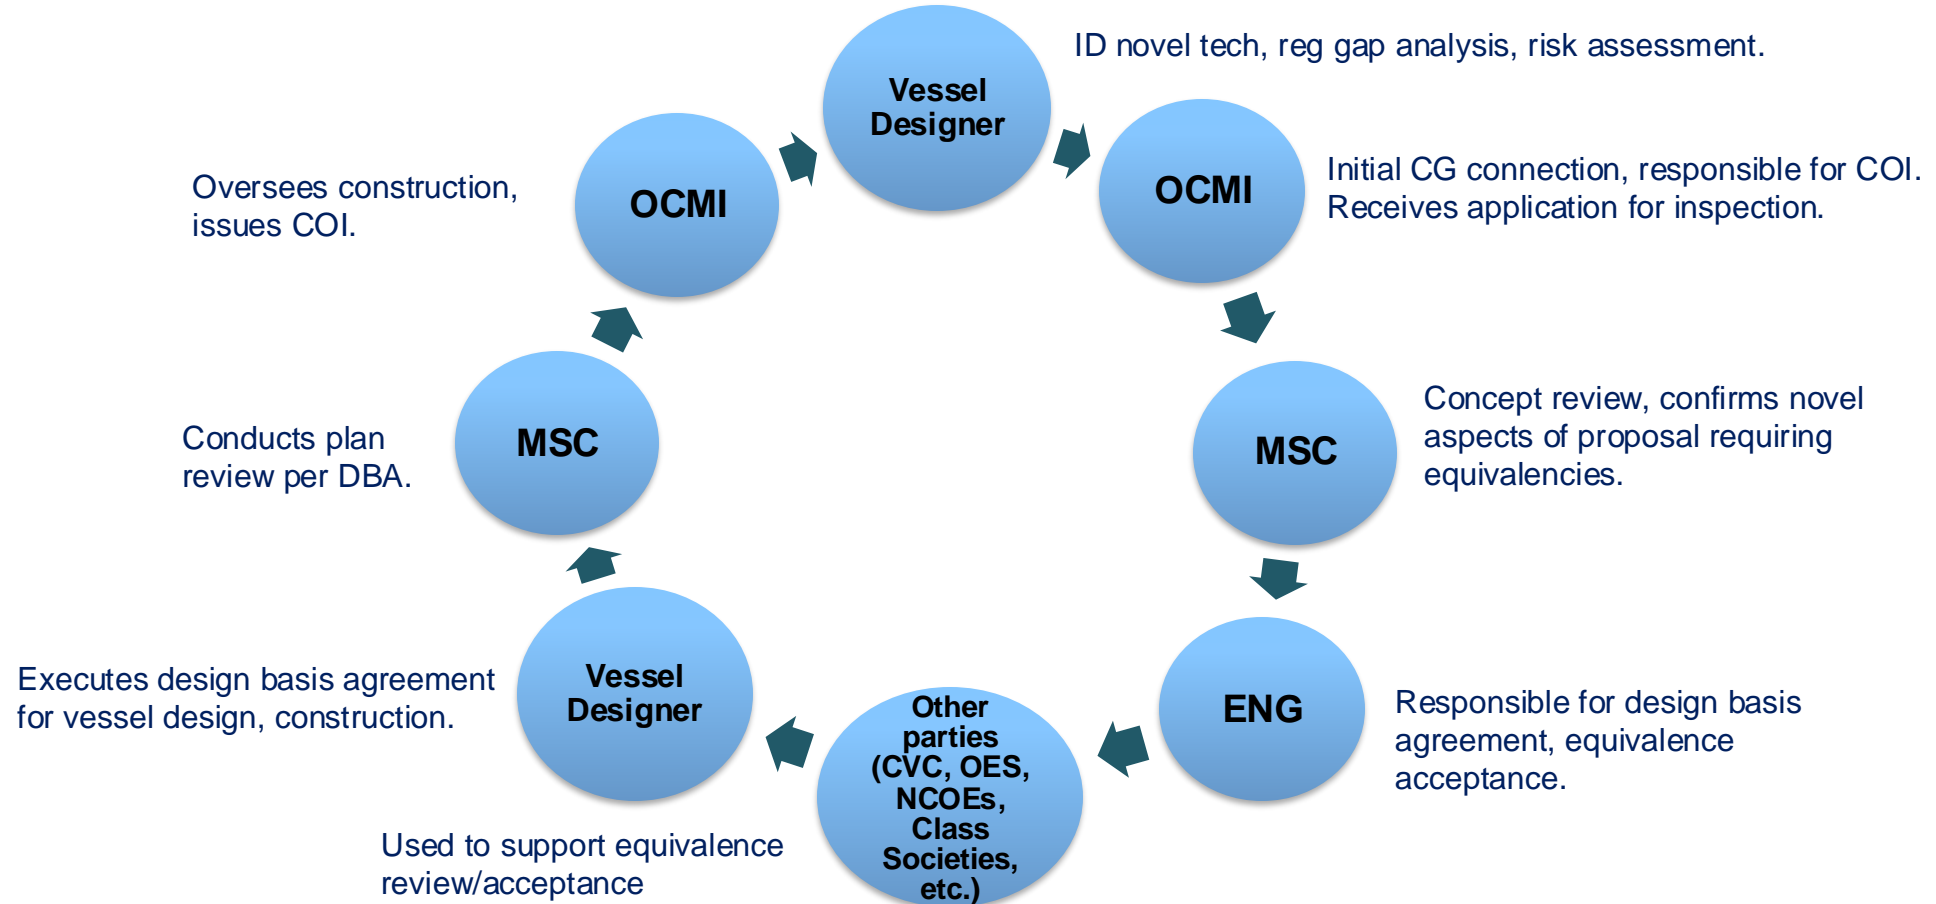 Vessel
Designer
ID novel tech, reg gap analysis, risk assessment.
OCMI
Initial CG connection, responsible for COI.
Receives application for inspection.
MSC
Concept review, confirms novel
aspects of proposal requiring
equivalencies.
ENG
Responsible for design basis
agreement, equivalence
acceptance.
Other
parties
(CVC, OES,
NCOEs,
Class
Societies,
etc.)
Used to support equivalence
review/acceptance
Vessel
Designer
Executes design basis agreement
for vessel design, construction.
MSC
Conducts plan
review per DBA.
OCMI
Oversees construction,
issues COI.